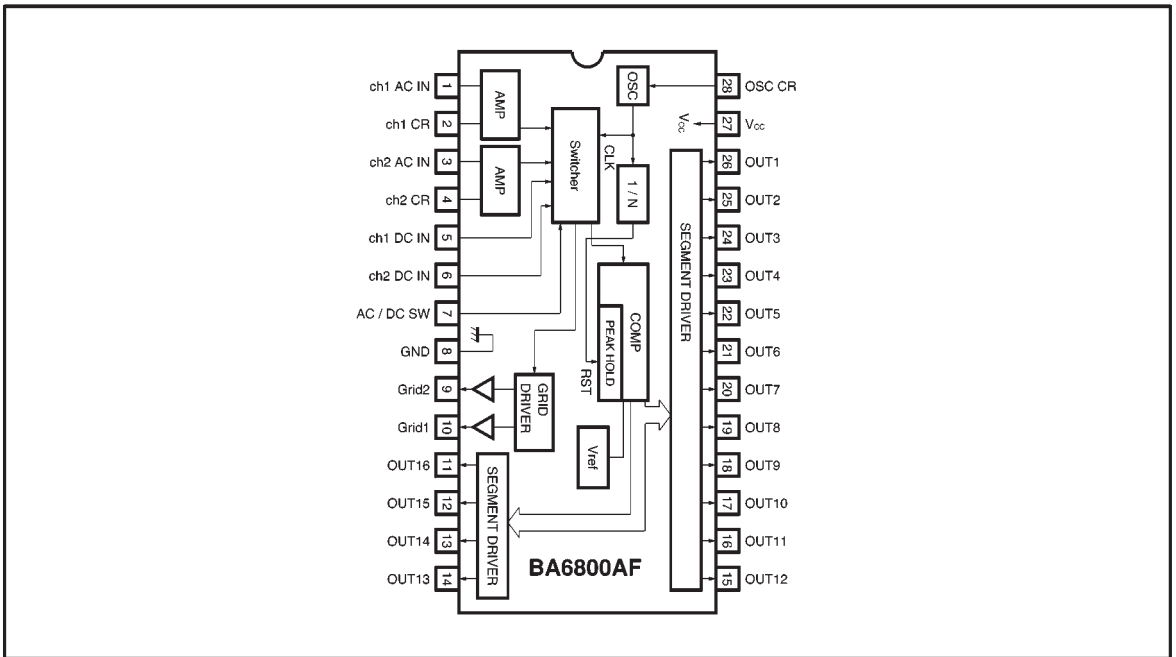 ch1 AC IN
1
ch1 CR
2
ch2 AC IN
3
ch2 CR
4
ch1 DC IN
5
ch2 DC IN
6
AC / DC SW
7
GND
8
Grid2
9
Grid1
10
OUT16
11
OUT15
12
OUT14
13
OUT13
14
AMP
AMP
Switcher
OSC
CLK
1 / N
VCC
COMP
PEAK HOLD
RST
GRID
DRIVER
Vref
SEGMENT DRIVER
SEGMENT DRIVER
BA6800AF
28
OSC CR
27
VCC
26
OUT1
25
OUT2
24
OUT3
23
OUT4
22
OUT5
21
OUT6
20
OUT7
19
OUT8
18
OUT9
17
OUT10
16
OUT11
15
OUT12